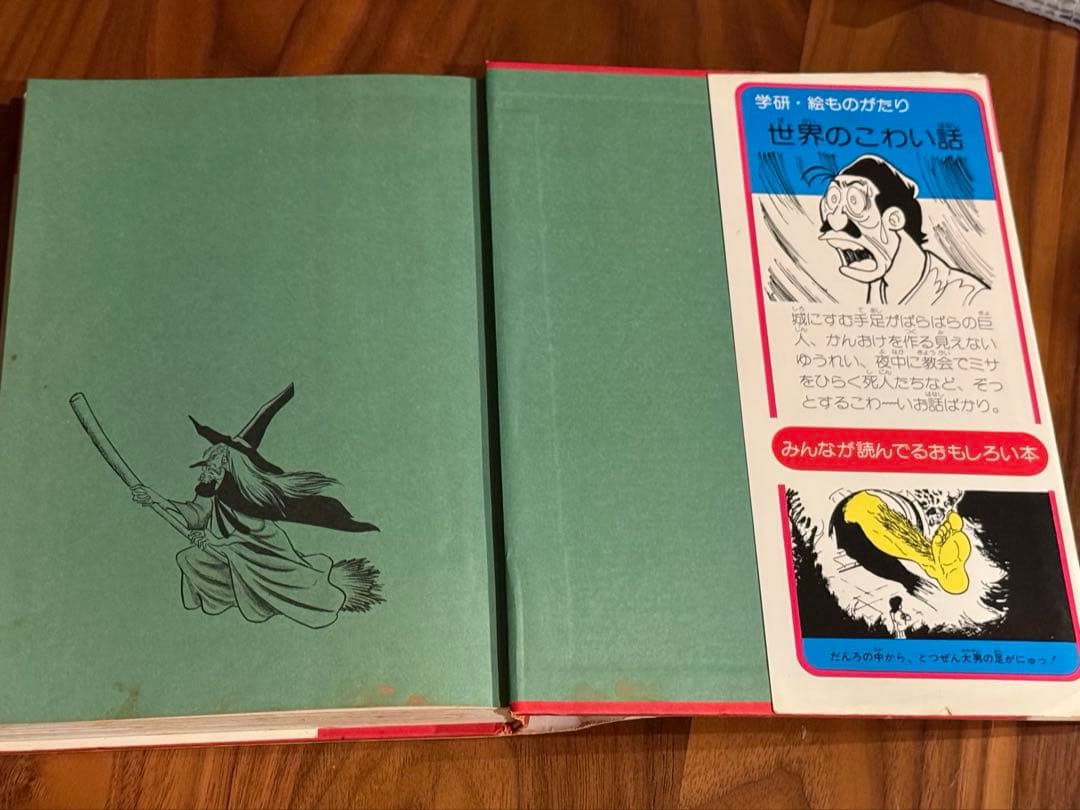 学研・絵ものがたり
世界のこわい話
城にすむ手足がばらばらの巨
人、かんおけを作る見えない
ゆうれい、夜中に教会でミサ
をひらく死人たちなど、ぞっ
とするこわーいお話ばかり。
みんなが読んでるおもしろい本
だんろの中から、とつぜん大男の足がにゅっ!